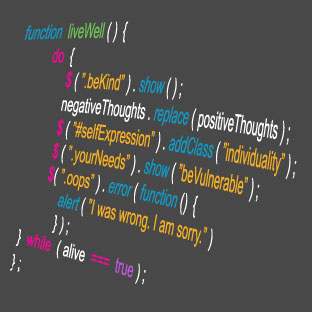 function liveWell ( ) {
do {
$ ( ".beKind" ) . show ( ) ;
negativeThoughts . replace ( positiveThoughts ) ;
$ ( "#selfExpression" ) . addClass ( "individuality" ) ;
$ ( ".yourNeeds" ) . show ( "beVulnerable" ) ;
$( ".oops" ) . error ( function () {
alert ( "I was wrong. I am sorry." )
} ) ;
} while ( alive === true ) ;
} ;